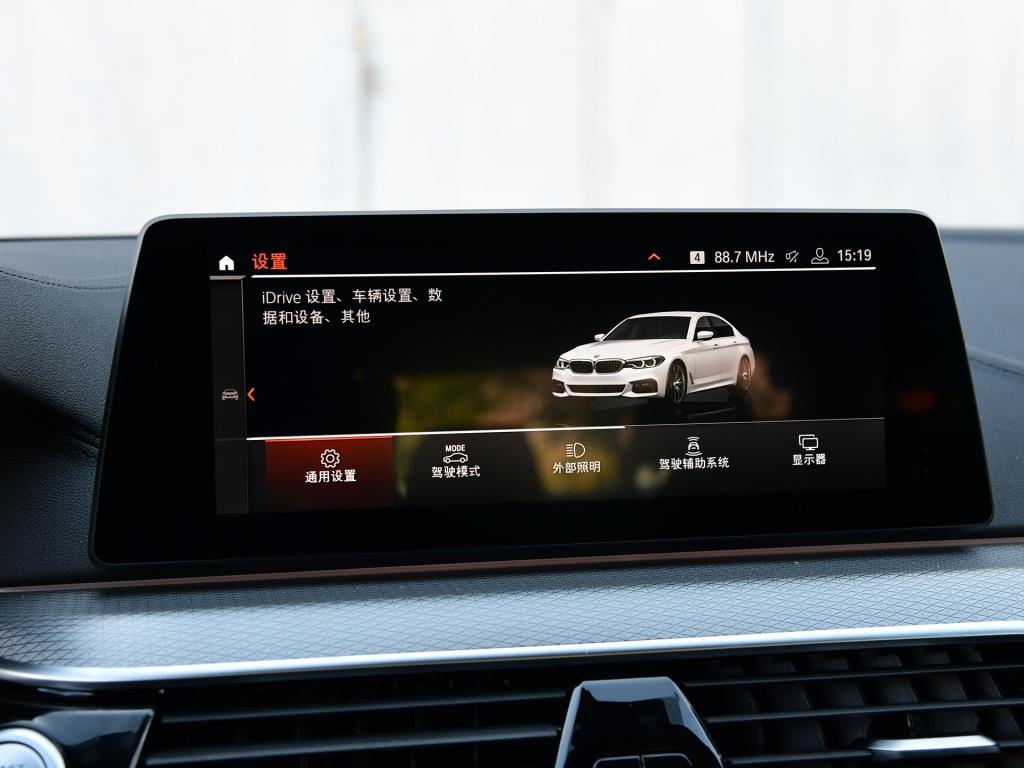 设置
4 88.7 MHz 15:19
iDrive 设置、车辆设置、数
据和设备、其他
通用设置
MODE
驾驶模式
外部照明
驾驶辅助系统
显示器